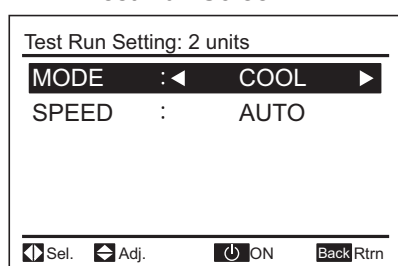 Test Run Setting: 2 units
MODE : ◀ COOL ▶
SPEED : AUTO
Sel. Adj. ON Back Rtrn